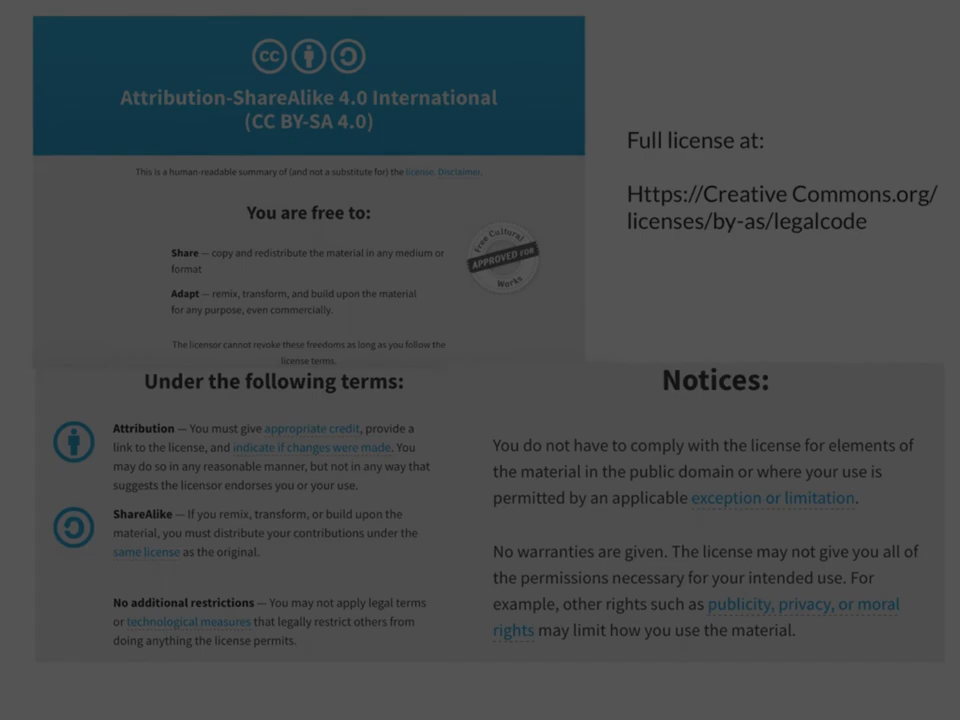 cc
Attribution-ShareAlike 4.0 International
(CC BY-SA 4.0)
This is a human-readable summary of (and not a substitute for) the license. Disclaimer.
You are free to:
Share — copy and redistribute the material in any medium or
format
Adapt — remix, transform, and build upon the material
for any purpose, even commercially.
The licensor cannot revoke these freedoms as long as you follow the
license terms.
Free Cultural
APPROVED FOR
Works
Full license at:
Https://Creative Commons.org/
licenses/by-as/legalcode
Under the following terms:
Attribution — You must give appropriate credit, provide a
link to the license, and indicate if changes were made. You
may do so in any reasonable manner, but not in any way that
suggests the licensor endorses you or your use.
ShareAlike — If you remix, transform, or build upon the
material, you must distribute your contributions under the
same license as the original.
No additional restrictions — You may not apply legal terms
or technological measures that legally restrict others from
doing anything the license permits.
Notices:
You do not have to comply with the license for elements of
the material in the public domain or where your use is
permitted by an applicable exception or limitation.
No warranties are given. The license may not give you all of
the permissions necessary for your intended use. For
example, other rights such as publicity, privacy, or moral
rights may limit how you use the material.